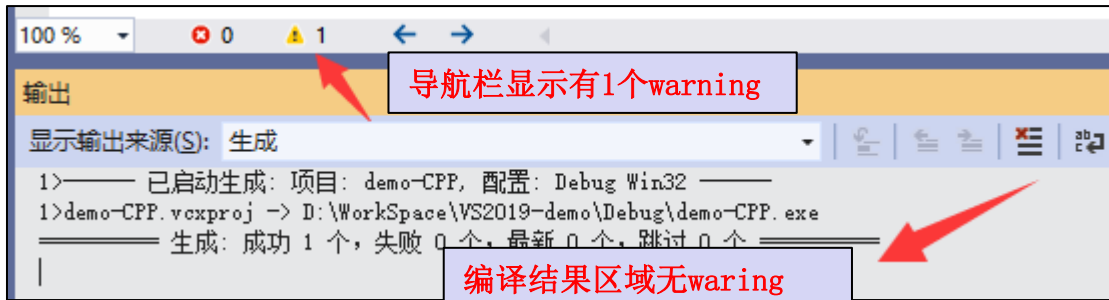 100 % 0 1
导航栏显示有1个warning
输出
显示输出来源(S): 生成
1>—— 已启动生成: 项目: demo-CPP, 配置: Debug Win32 ——
1>demo-CPP.vcxproj -> D:\WorkSpace\VS2019-demo\Debug\demo-CPP.exe
========== 生成: 成功 1 个，失败 0 个，最新 0 个，跳过 0 个 ==========
编译结果区域无waring